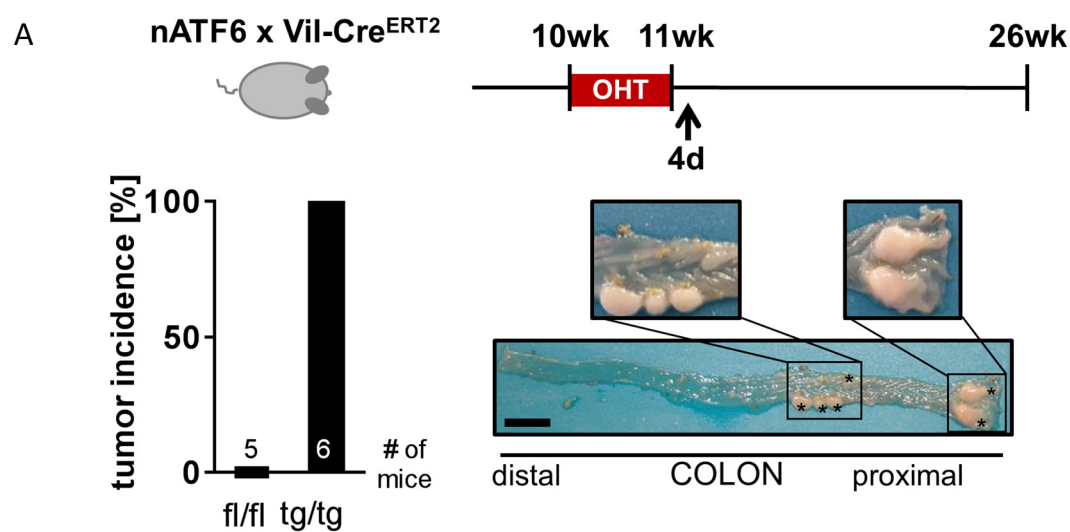 A
nATF6 x Vil-CreERT2
10wk 11wk 26wk
OHT
4d
tumor incidence [%]
100
50
0
5 6
# of
mice
fl/fl tg/tg
* * * * * *
distal COLON proximal